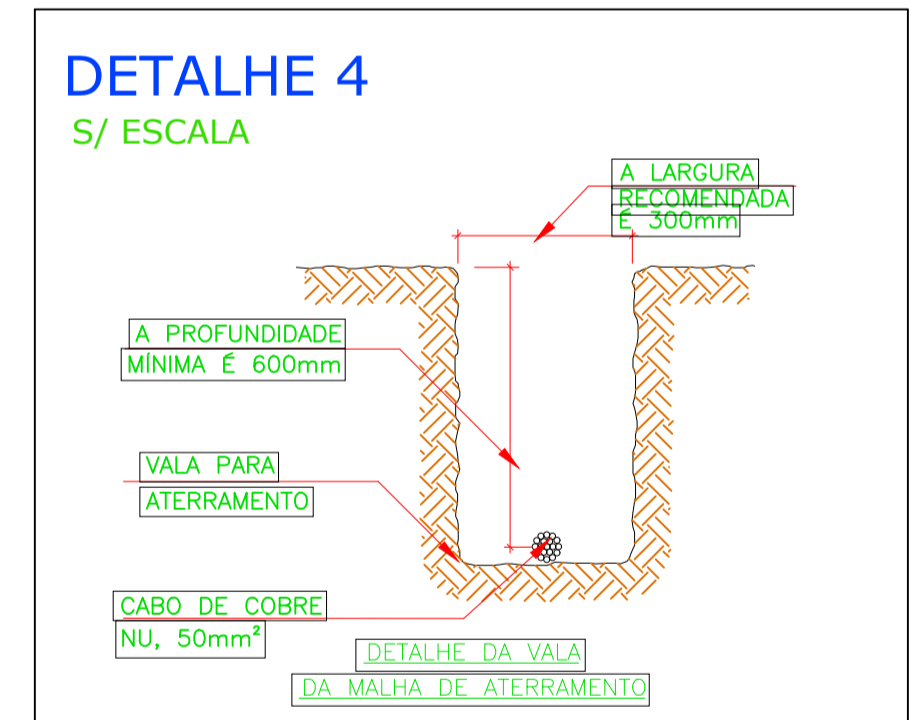 DETALHE 4
S/ ESCALA
A LARGURA
RECOMENDADA
É 300mm
A PROFUNDIDADE
MÍNIMA É 600mm
VALA PARA
ATERRAMENTO
CABO DE COBRE
NU, 50mm²
DETALHE DA VALA
DA MALHA DE ATERRAMENTO